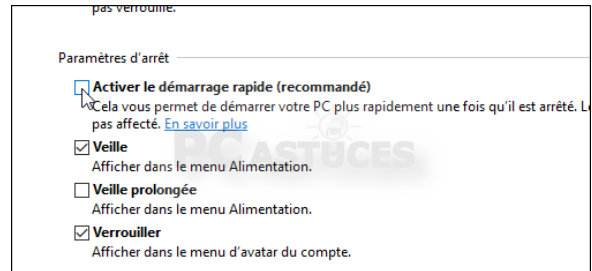 pas verrouillé.
Paramètres d'arrêt
Activer le démarrage rapide (recommandé)
Cela vous permet de démarrer votre PC plus rapidement une fois qu'il est arrêté. Le
pas affecté. En savoir plus
PC ASTUCES
Veille
Afficher dans le menu Alimentation.
Veille prolongée
Afficher dans le menu Alimentation.
Verrouiller
Afficher dans le menu d'avatar du compte.